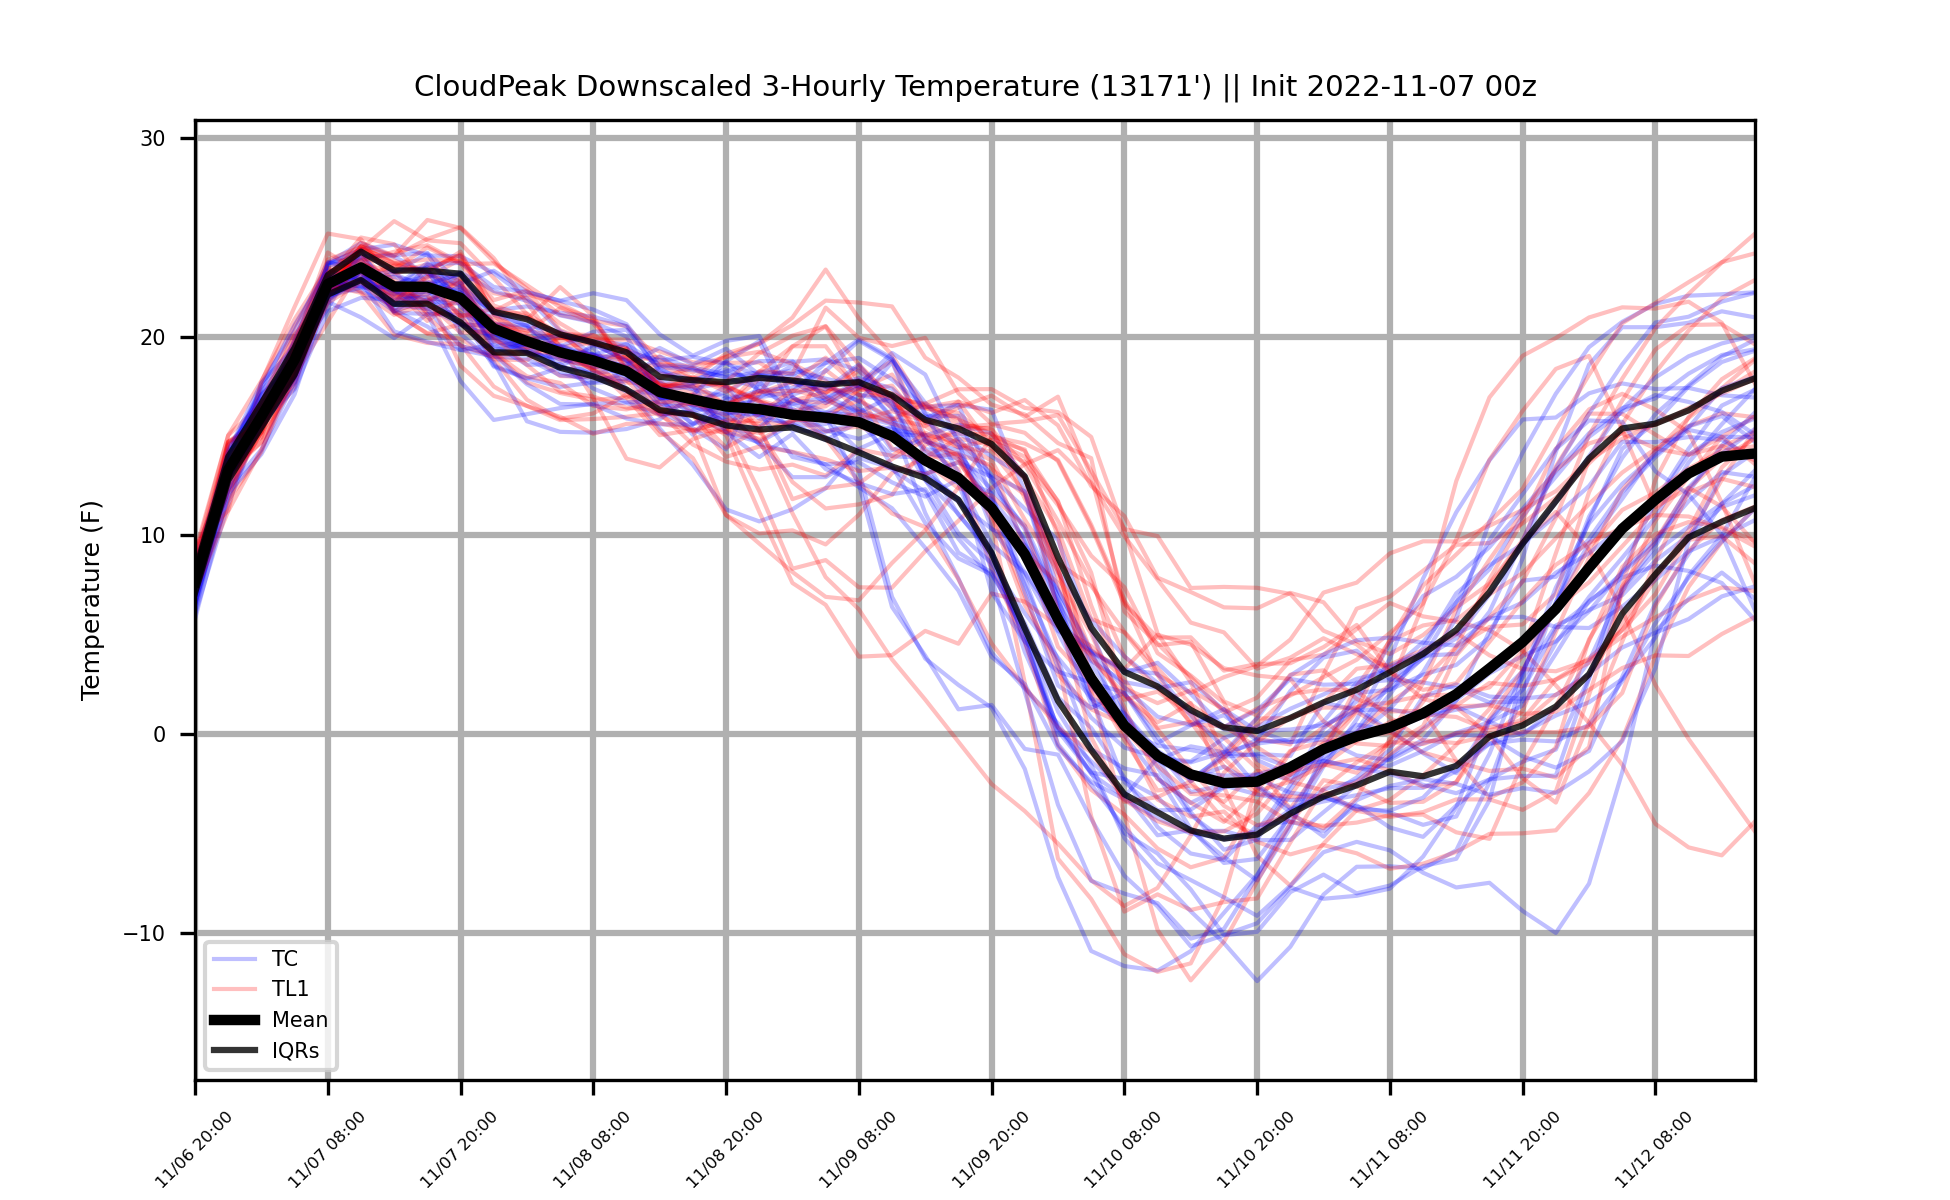 CloudPeak Downscaled 3-Hourly Temperature (13171') || Init 2022-11-07 00z
Temperature (F)
30
20
10
0
−10
TC
TL1
Mean
IQRs
11/06 20:00
11/07 08:00
11/07 20:00
11/08 08:00
11/08 20:00
11/09 08:00
11/09 20:00
11/10 08:00
11/10 20:00
11/11 08:00
11/11 20:00
11/12 08:00